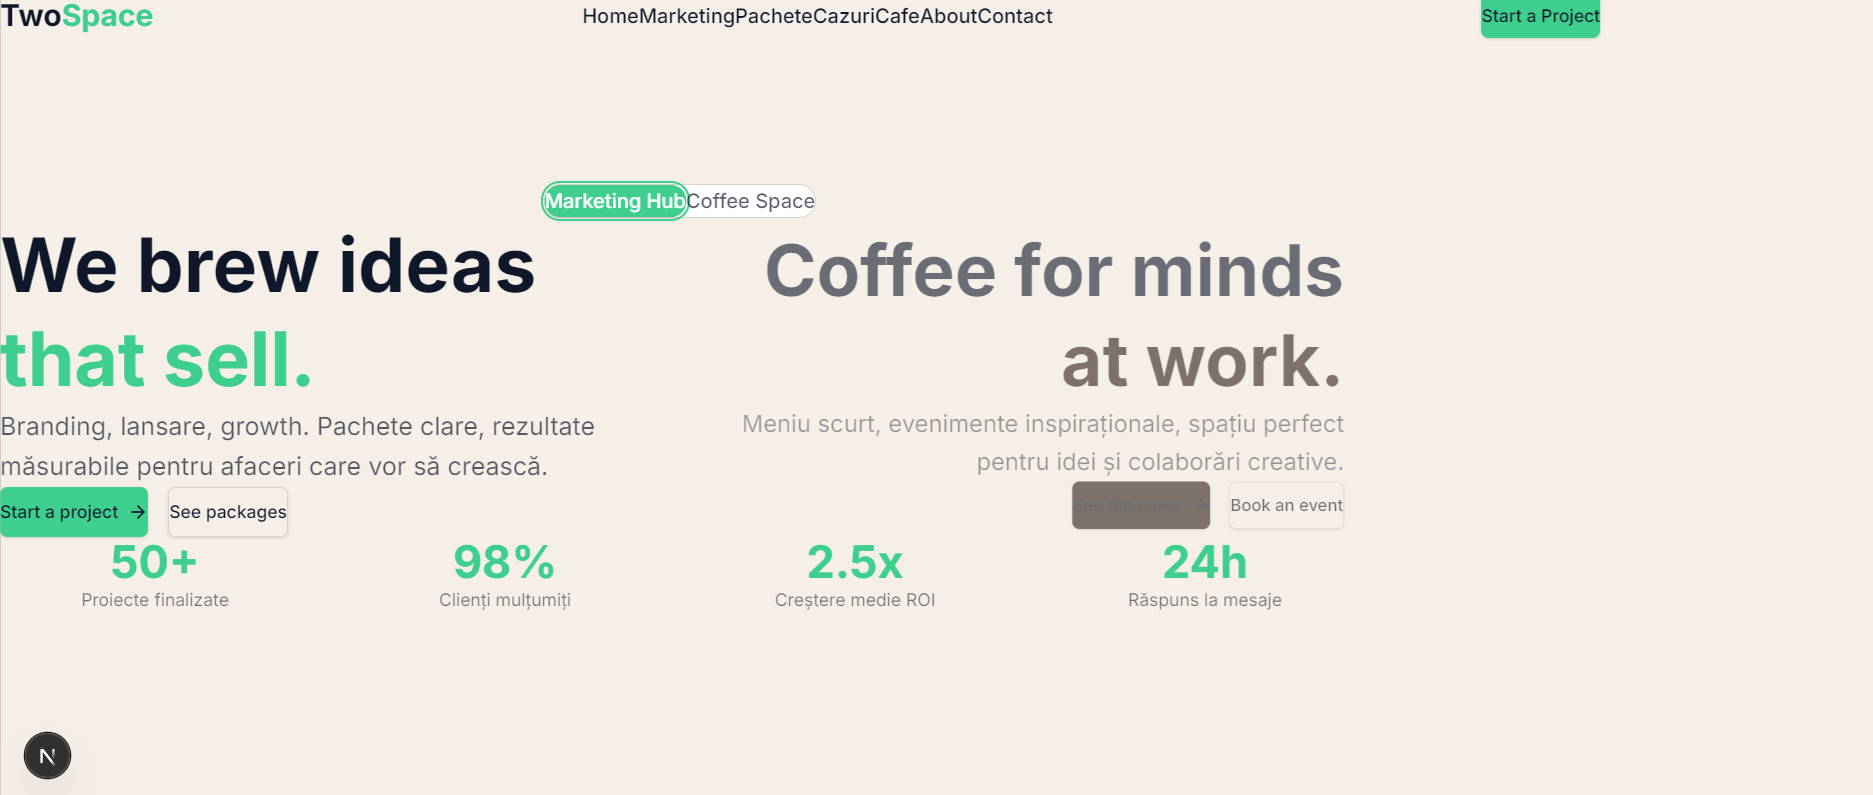 TwoSpace
HomeMarketingPacheteCazuriCafeAboutContact
Start a Project
Marketing Hub
Coffee Space
We brew ideas
that sell.
Branding, lansare, growth. Pachete clare, rezultate
măsurabile pentru afaceri care vor să crească.
Start a project →
See packages
Coffee for minds
at work.
Meniu scurt, evenimente inspiraționale, spațiu perfect
pentru idei și colaborări creative.
See the menu →
Book an event
50+
Proiecte finalizate
98%
Clienți mulțumiți
2.5x
Creștere medie ROI
24h
Răspuns la mesaje
N